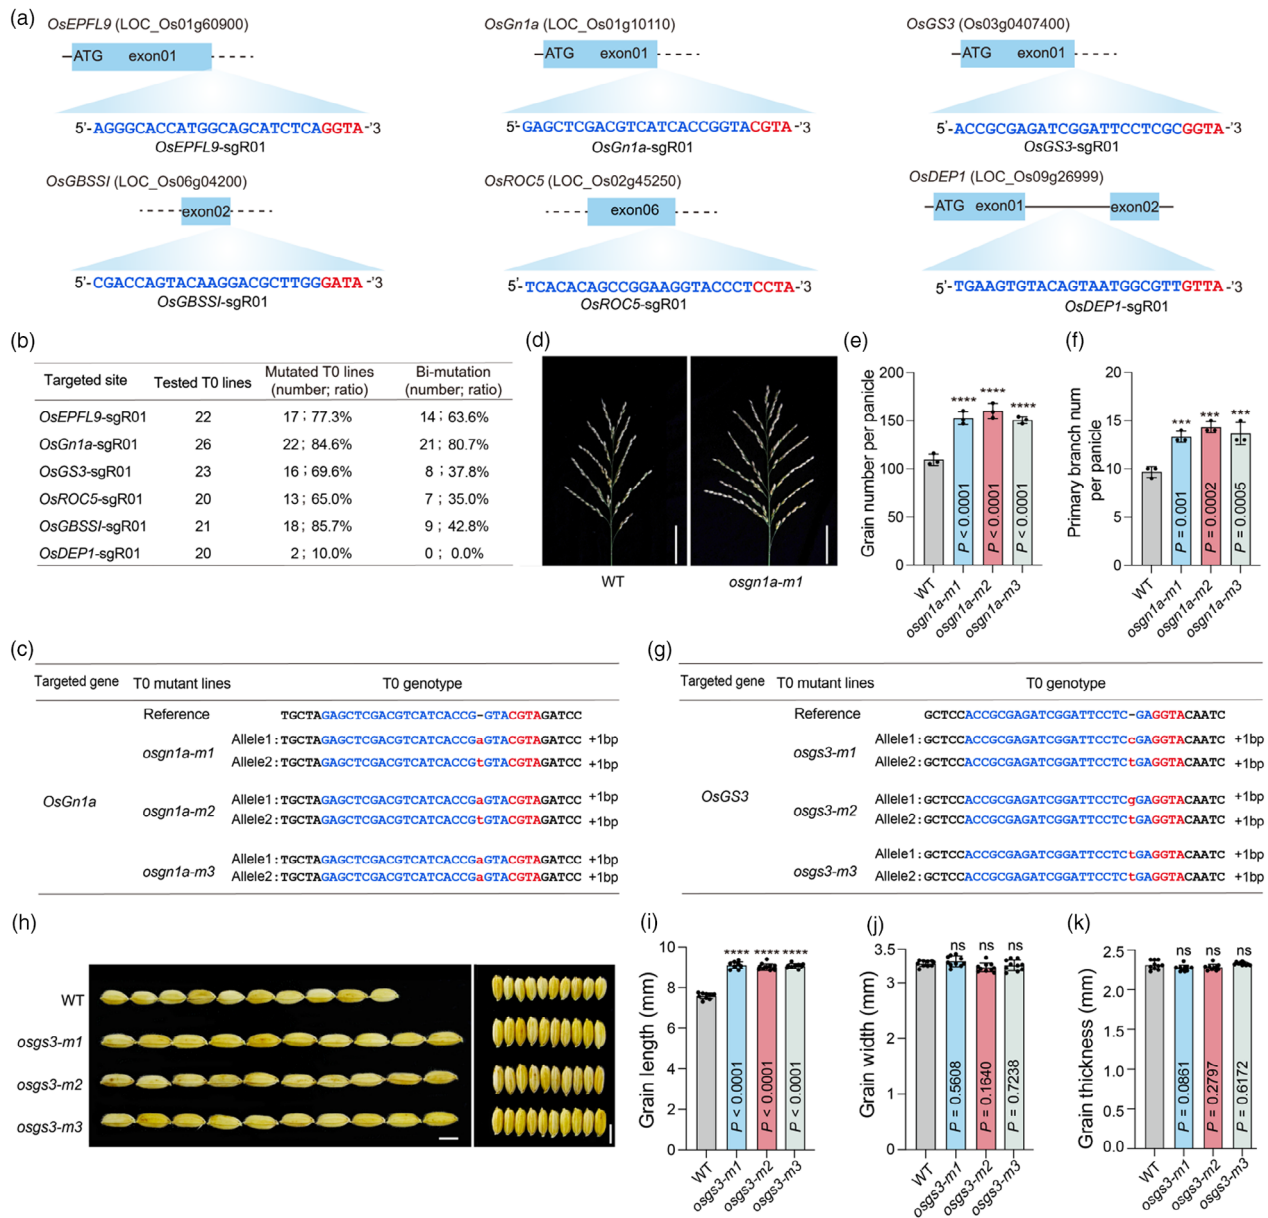 (a)
OsEPFL9 (LOC_Os01g60900)
ATG exon01
5'-AGGGCACCATGGCAGCATCTCAGGTA-'3
OsEPFL9-sgR01
OsGn1a (LOC_Os01g10110)
ATG exon01
5'-GAGCTCGACGTCATCACCGGTACGTA-'3
OsGn1a-sgR01
OsGS3 (Os03g0407400)
ATG exon01
5'-ACCGCGAGATCGGATTCCTCGCGGTA-'3
OsGS3-sgR01
OsGBSSI (LOC_Os06g04200)
exon02
5'-CGACCAGTACAAGGACGCTTGGGATA-'3
OsGBSSI-sgR01
OsROC5 (LOC_Os02g45250)
exon06
5'-TCACACAGCCGGAAGGTACCCTCCTA-'3
OsROC5-sgR01
OsDEP1 (LOC_Os09g26999)
ATG exon01 exon02
5'-TGAAGTGTACAGTAATGGCGTTGTTA-'3
OsDEP1-sgR01
(b)
Targeted site Tested T0 lines Mutated T0 lines (number; ratio) Bi-mutation (number; ratio)
OsEPFL9-sgR01 22 17 ; 77.3% 14 ; 63.6%
OsGn1a-sgR01 26 22 ; 84.6% 21 ; 80.7%
OsGS3-sgR01 23 16 ; 69.6% 8 ; 37.8%
OsROC5-sgR01 20 13 ; 65.0% 7 ; 35.0%
OsGBSSI-sgR01 21 18 ; 85.7% 9 ; 42.8%
OsDEP1-sgR01 20 2 ; 10.0% 0 ; 0.0%
(d)
WT osgn1a-m1
(e)
Grain number per panicle
200
150
100
50
0
**** **** ****
P < 0.0001 P < 0.0001 P < 0.0001
WT osgn1a-m1 osgn1a-m2 osgn1a-m3
(f)
Primary branch num
per panicle
20
15
10
5
0
*** *** ***
P = 0.001 P = 0.0002 P = 0.0005
WT osgn1a-m1 osgn1a-m2 osgn1a-m3
(c)
Targeted gene T0 mutant lines T0 genotype
Reference TGCTAGAGCTCGACGTCATCACCG-GTACGTAGATCC
OsGn1a
osgn1a-m1
Allele1:TGCTAGAGCTCGACGTCATCACCGaGTACGTAGATCC +1bp
Allele2:TGCTAGAGCTCGACGTCATCACCGtGTACGTAGATCC +1bp
osgn1a-m2
Allele1:TGCTAGAGCTCGACGTCATCACCGaGTACGTAGATCC +1bp
Allele2:TGCTAGAGCTCGACGTCATCACCGtGTACGTAGATCC +1bp
osgn1a-m3
Allele1:TGCTAGAGCTCGACGTCATCACCGaGTACGTAGATCC +1bp
Allele2:TGCTAGAGCTCGACGTCATCACCGaGTACGTAGATCC +1bp
(g)
Targeted gene T0 mutant lines T0 genotype
Reference GCTCCACCGCGAGATCGGATTCCTC-GAGGTACAATC
OsGS3
osgs3-m1
Allele1:GCTCCACCGCGAGATCGGATTCCTCcGAGGTACAATC +1bp
Allele2:GCTCCACCGCGAGATCGGATTCCTCtGAGGTACAATC +1bp
osgs3-m2
Allele1:GCTCCACCGCGAGATCGGATTCCTCgGAGGTACAATC +1bp
Allele2:GCTCCACCGCGAGATCGGATTCCTCtGAGGTACAATC +1bp
osgs3-m3
Allele1:GCTCCACCGCGAGATCGGATTCCTCtGAGGTACAATC +1bp
Allele2:GCTCCACCGCGAGATCGGATTCCTCtGAGGTACAATC +1bp
(h)
WT
osgs3-m1
osgs3-m2
osgs3-m3
(i)
Grain length (mm)
10
8
6
4
2
0
**** **** ****
P < 0.0001 P < 0.0001 P < 0.0001
WT osgs3-m1 osgs3-m2 osgs3-m3
(j)
Grain width (mm)
3.5
3
2
1
0
ns ns ns
P = 0.5608 P = 0.1640 P = 0.7238
WT osgs3-m1 osgs3-m2 osgs3-m3
(k)
Grain thickness (mm)
2.5
2.0
1.5
1.0
0.0
ns ns ns
P = 0.0861 P = 0.2797 P = 0.6172
WT osgs3-m1 osgs3-m2 osgs3-m3